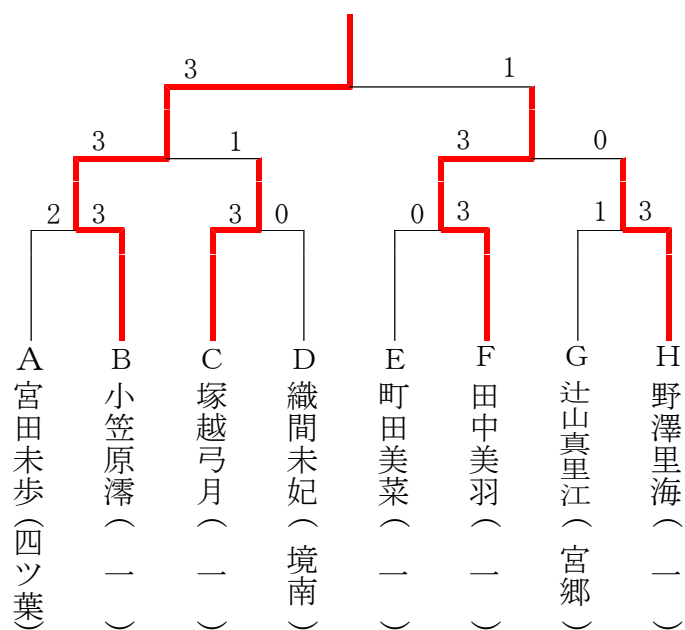 3 1
3 1 3 0
2 3 3 0 0 3 1 3
A B C D E F G H
宮田未歩(四ツ葉)
小笠原澪(一)
塚越弓月(一)
織間未妃(境南)
町田美菜(一)
田中美羽(一)
辻山真里江(宮郷)
野澤里海(一)